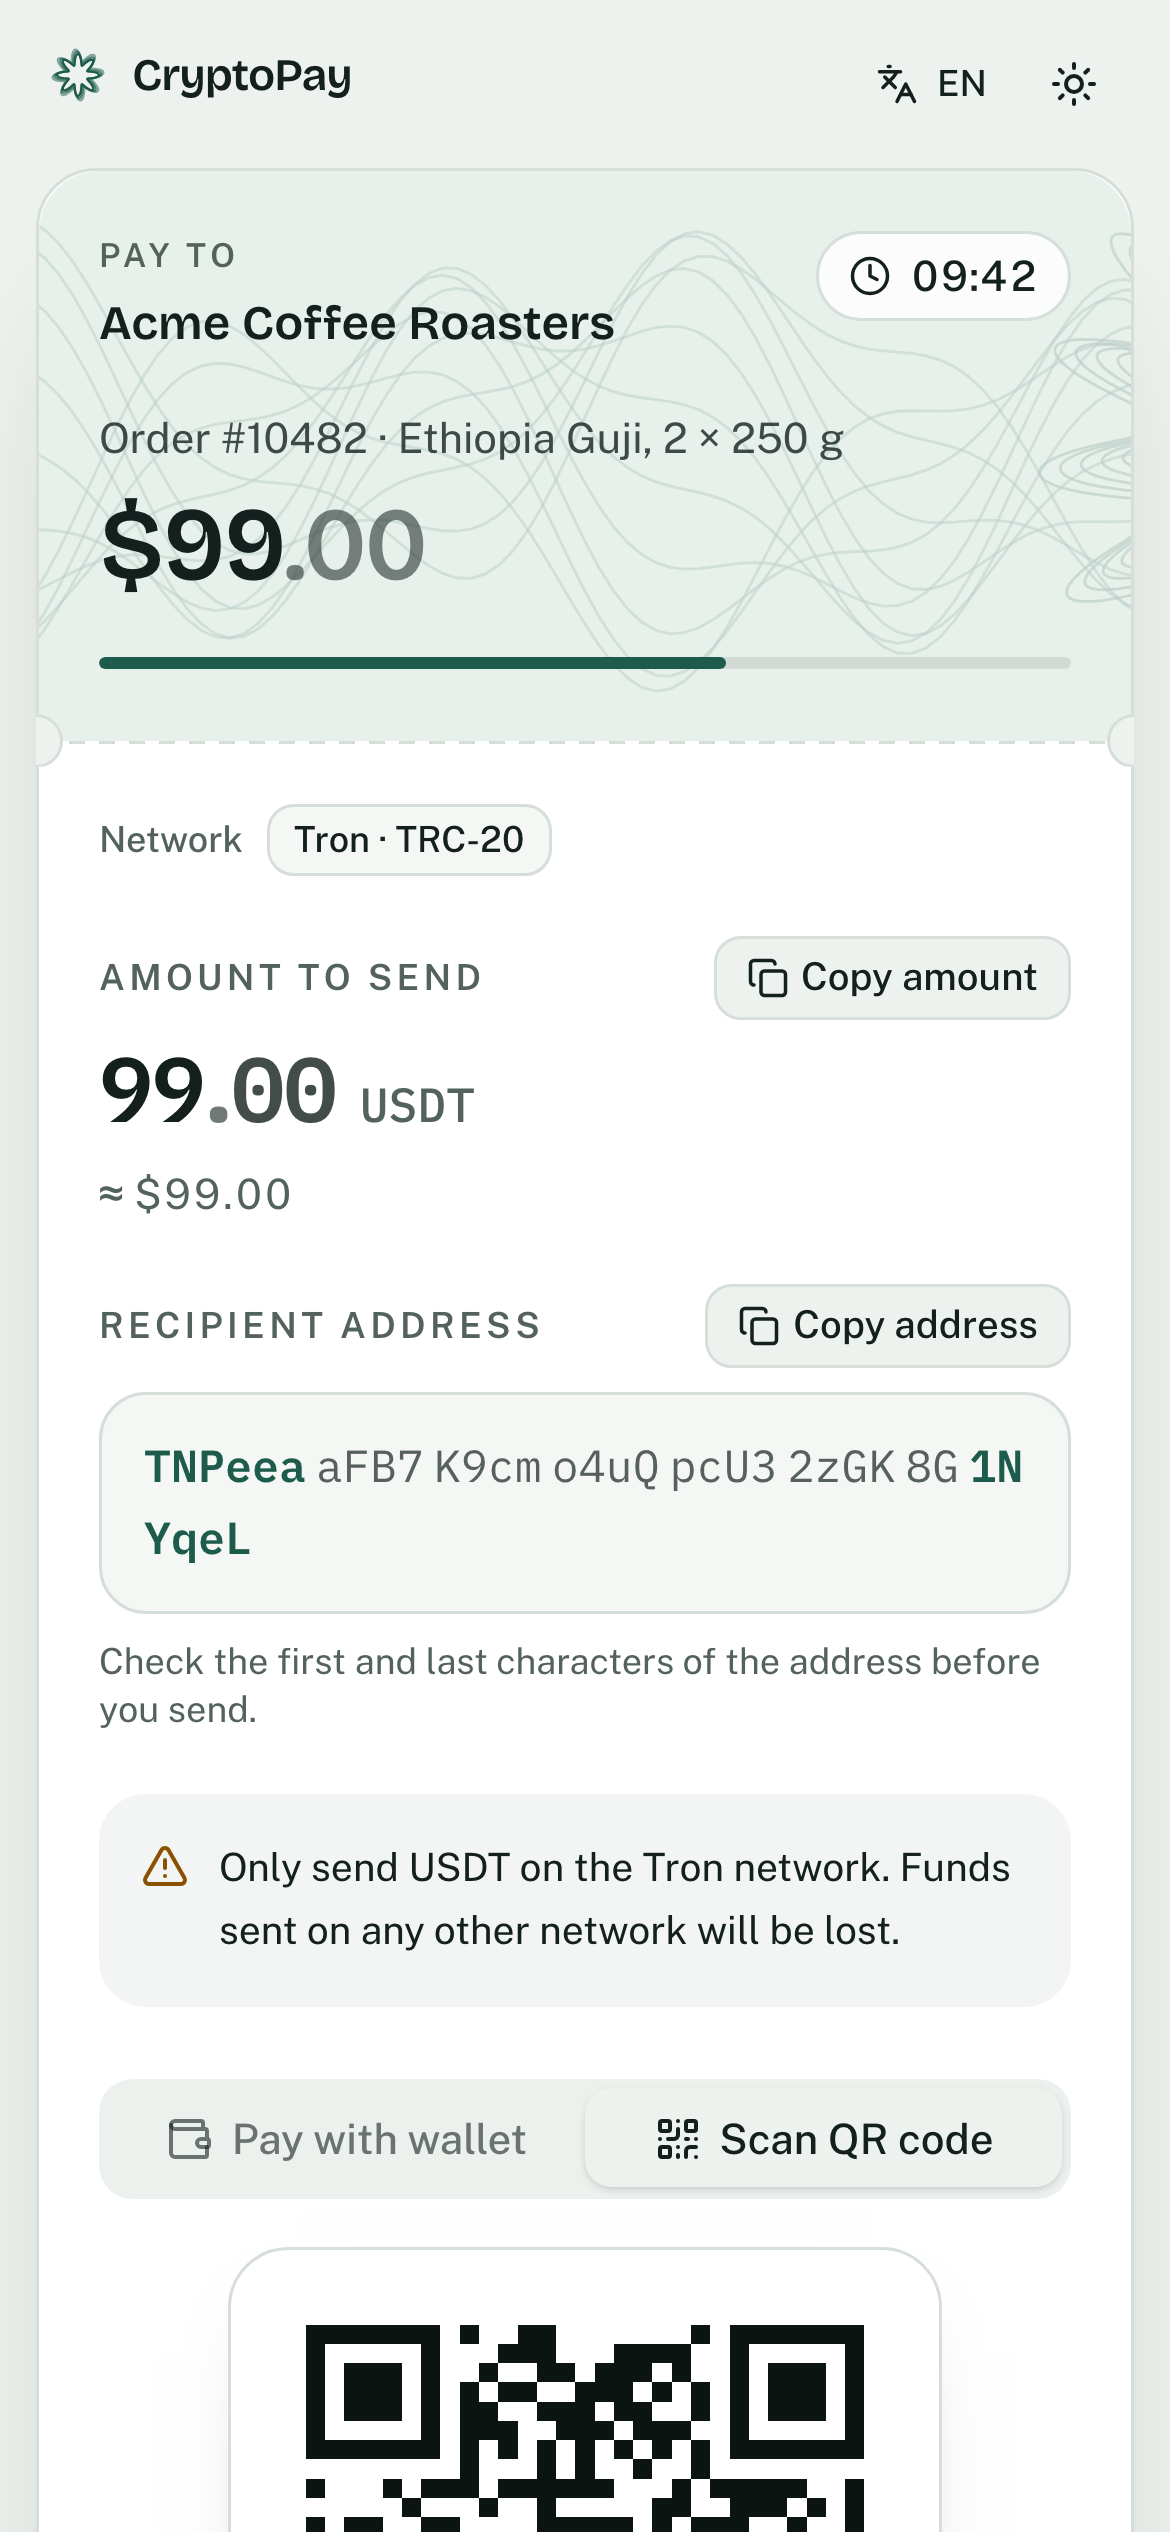 CryptoPay
EN
PAY TO
09:42
Acme Coffee Roasters
Order #10482 · Ethiopia Guji, 2 × 250 g
$99.00
Network
Tron · TRC-20
AMOUNT TO SEND
Copy amount
99.00 USDT
≈ $99.00
RECIPIENT ADDRESS
Copy address
TNPeea aFB7 K9cm o4uQ pcU3 2zGK 8G 1N
YqeL
Check the first and last characters of the address before
you send.
Only send USDT on the Tron network. Funds
sent on any other network will be lost.
Pay with wallet
Scan QR code